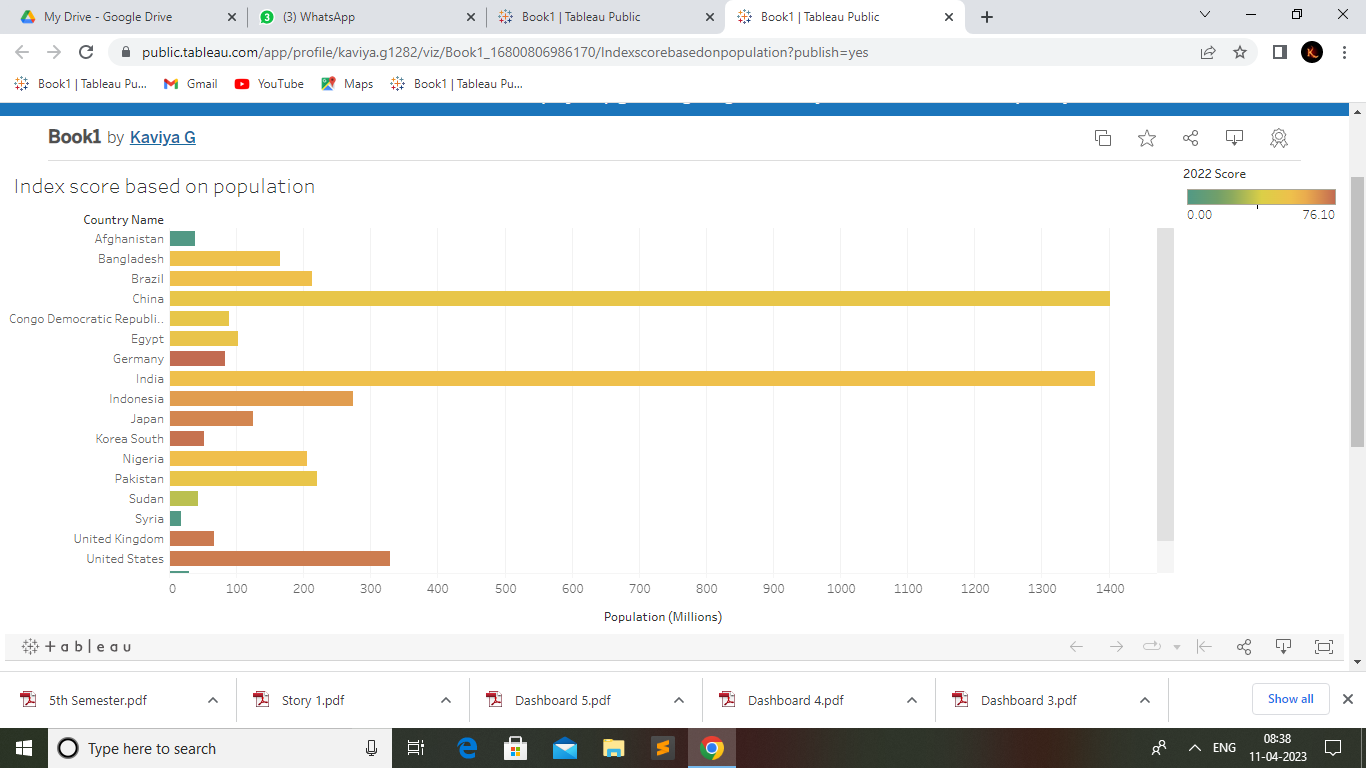 My Drive - Google Drive
(3) WhatsApp
Book1 | Tableau Public
Book1 | Tableau Public
public.tableau.com/app/profile/kaviya.g1282/viz/Book1_16800806986170/Indexscorebasedonpopulation?publish=yes
Book1 | Tableau Pu...
Gmail
YouTube
Maps
Book1 | Tableau Pu...
Book1 by Kaviya G
Index score based on population
2022 Score
0.00 76.10
Country Name
Afghanistan
Bangladesh
Brazil
China
Congo Democratic Republi..
Egypt
Germany
India
Indonesia
Japan
Korea South
Nigeria
Pakistan
Sudan
Syria
United Kingdom
United States
0 100 200 300 400 500 600 700 800 900 1000 1100 1200 1300 1400
Population (Millions)
+ableau
5th Semester.pdf
Story 1.pdf
Dashboard 5.pdf
Dashboard 4.pdf
Dashboard 3.pdf
Show all
Type here to search
ENG
08:38
11-04-2023